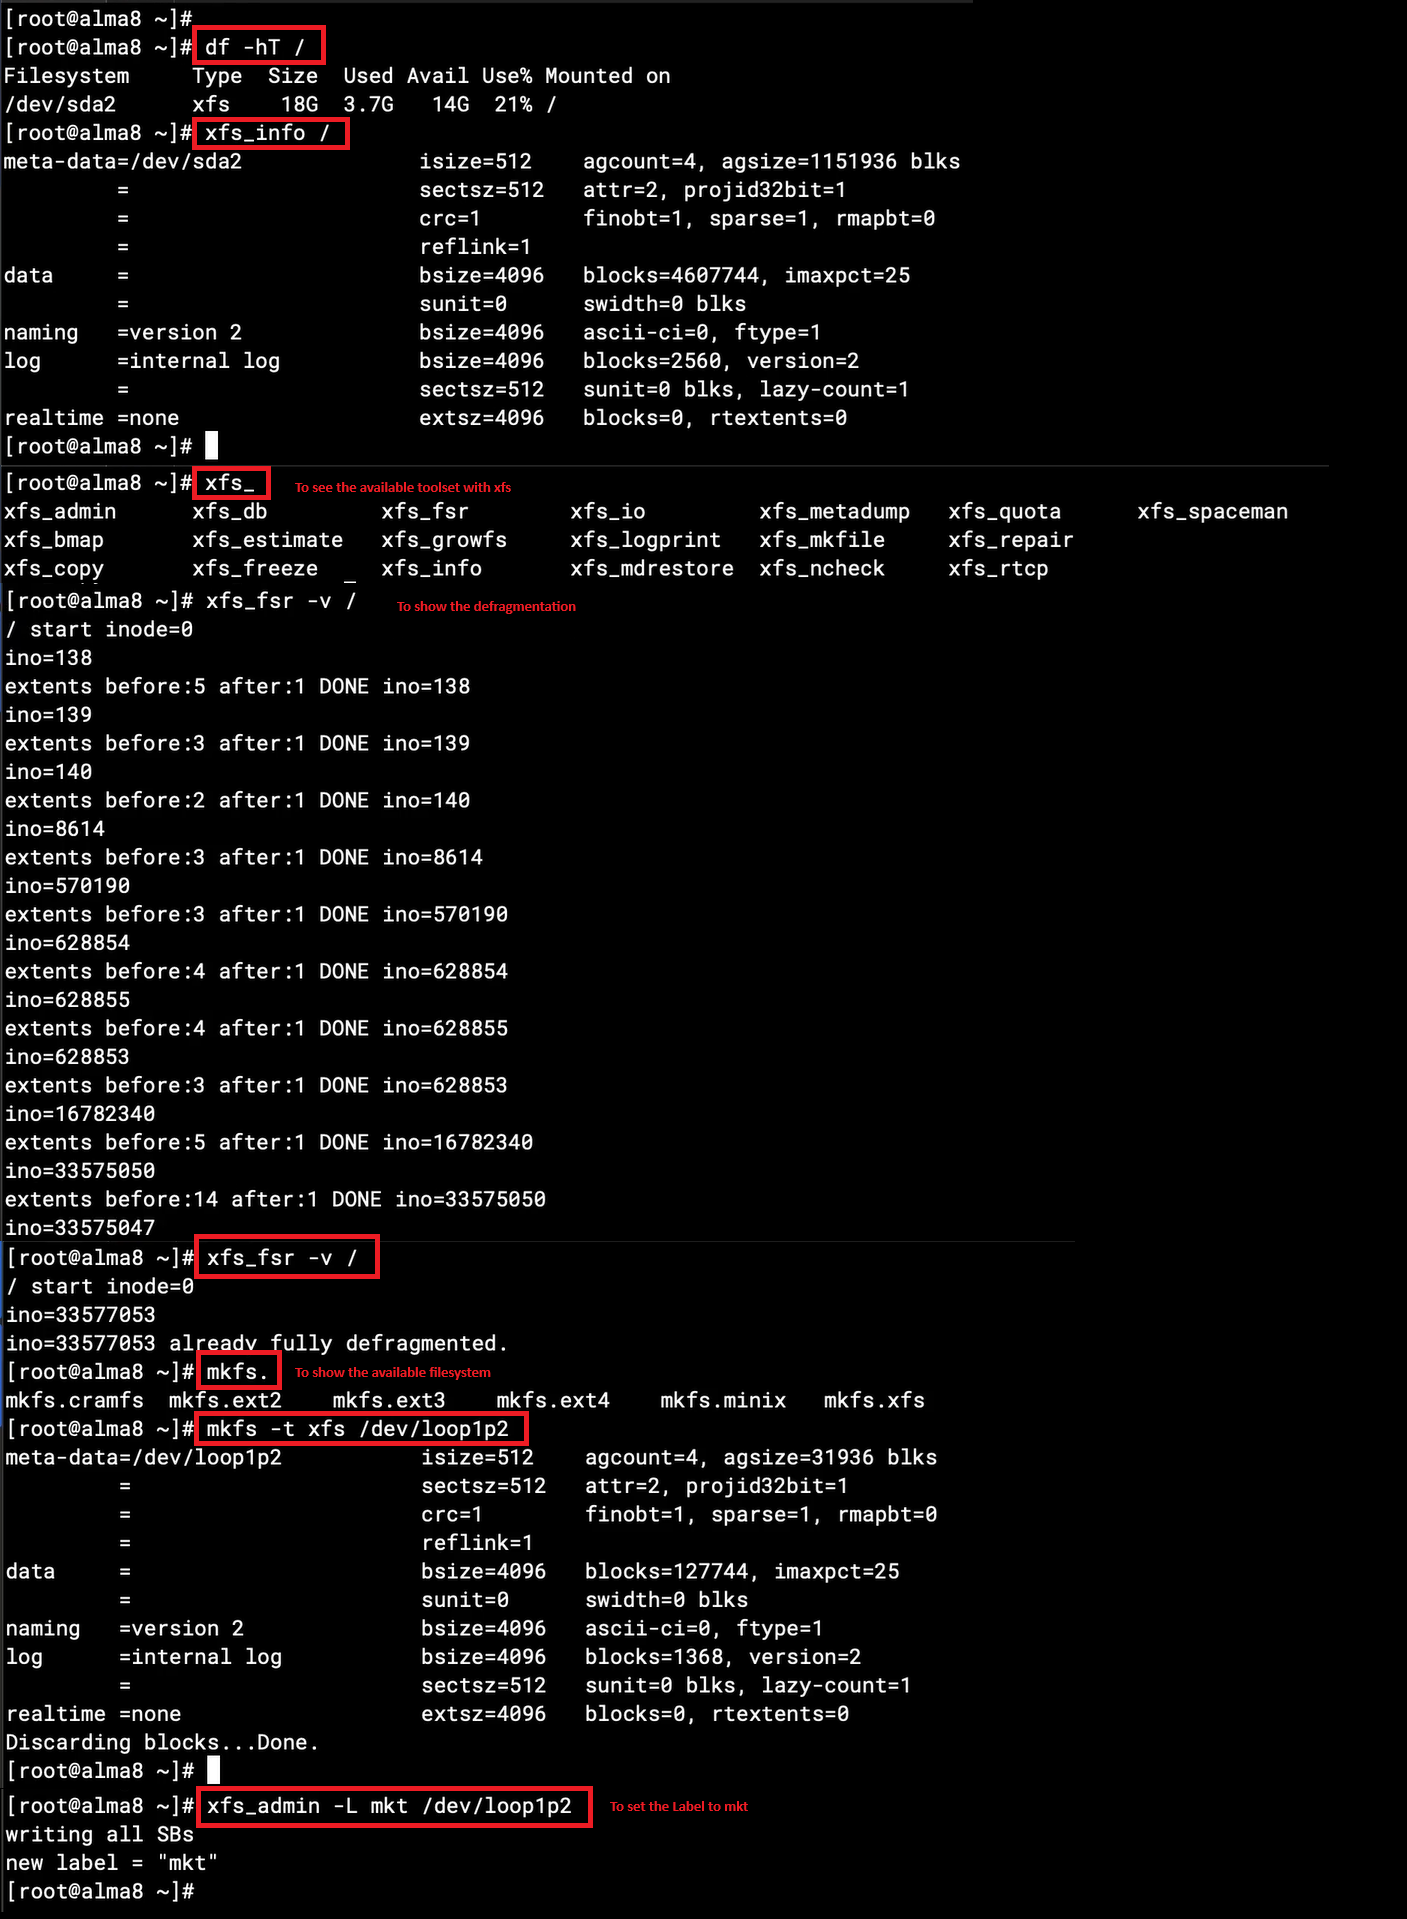 [root@alma8 ~]#
[root@alma8 ~]# df -hT /
Filesystem     Type  Size  Used Avail Use% Mounted on
/dev/sda2      xfs    18G  3.7G   14G  21% /
[root@alma8 ~]# xfs_info /
meta-data=/dev/sda2              isize=512    agcount=4, agsize=1151936 blks
         =                       sectsz=512   attr=2, projid32bit=1
         =                       crc=1        finobt=1, sparse=1, rmapbt=0
         =                       reflink=1
data     =                       bsize=4096   blocks=4607744, imaxpct=25
         =                       sunit=0      swidth=0 blks
naming   =version 2              bsize=4096   ascii-ci=0, ftype=1
log      =internal log           bsize=4096   blocks=2560, version=2
         =                       sectsz=512   sunit=0 blks, lazy-count=1
realtime =none                   extsz=4096   blocks=0, rtextents=0
[root@alma8 ~]#
[root@alma8 ~]# xfs_ To see the available toolset with xfs
xfs_admin      xfs_db         xfs_fsr        xfs_io         xfs_metadump   xfs_quota      xfs_spaceman
xfs_bmap       xfs_estimate   xfs_growfs     xfs_logprint   xfs_mkfile     xfs_repair
xfs_copy       xfs_freeze     xfs_info       xfs_mdrestore  xfs_ncheck     xfs_rtcp
[root@alma8 ~]# xfs_fsr -v / To show the defragmentation
/ start inode=0
ino=138
extents before:5 after:1 DONE ino=138
ino=139
extents before:3 after:1 DONE ino=139
ino=140
extents before:2 after:1 DONE ino=140
ino=8614
extents before:3 after:1 DONE ino=8614
ino=570190
extents before:3 after:1 DONE ino=570190
ino=628854
extents before:4 after:1 DONE ino=628854
ino=628855
extents before:4 after:1 DONE ino=628855
ino=628853
extents before:3 after:1 DONE ino=628853
ino=16782340
extents before:5 after:1 DONE ino=16782340
ino=33575050
extents before:14 after:1 DONE ino=33575050
ino=33575047
[root@alma8 ~]# xfs_fsr -v /
/ start inode=0
ino=33577053
ino=33577053 already fully defragmented.
[root@alma8 ~]# mkfs. To show the available filesystem
mkfs.cramfs  mkfs.ext2    mkfs.ext3    mkfs.ext4    mkfs.minix   mkfs.xfs
[root@alma8 ~]# mkfs -t xfs /dev/loop1p2
meta-data=/dev/loop1p2           isize=512    agcount=4, agsize=31936 blks
         =                       sectsz=512   attr=2, projid32bit=1
         =                       crc=1        finobt=1, sparse=1, rmapbt=0
         =                       reflink=1
data     =                       bsize=4096   blocks=127744, imaxpct=25
         =                       sunit=0      swidth=0 blks
naming   =version 2              bsize=4096   ascii-ci=0, ftype=1
log      =internal log           bsize=4096   blocks=1368, version=2
         =                       sectsz=512   sunit=0 blks, lazy-count=1
realtime =none                   extsz=4096   blocks=0, rtextents=0
Discarding blocks...Done.
[root@alma8 ~]#
[root@alma8 ~]# xfs_admin -L mkt /dev/loop1p2 To set the Label to mkt
writing all SBs
new label = "mkt"
[root@alma8 ~]#